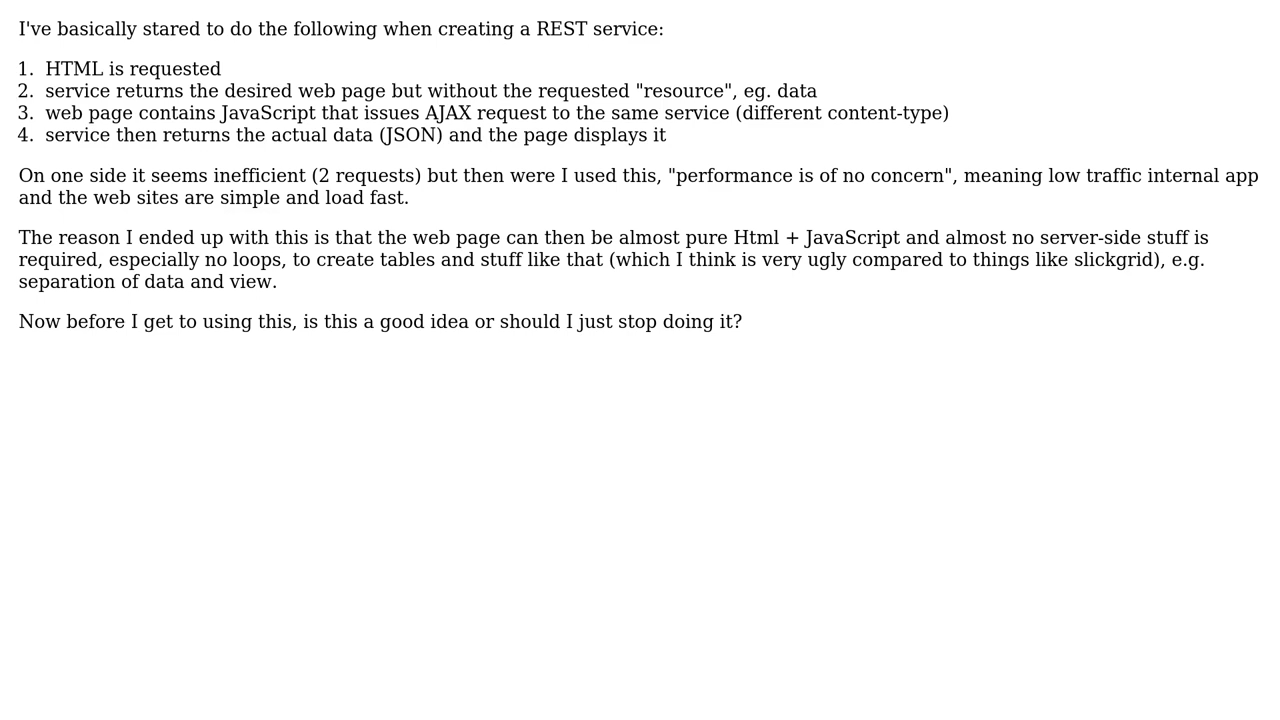 I've basically stared to do the following when creating a REST service:
1. HTML is requested
2. service returns the desired web page but without the requested "resource", eg. data
3. web page contains JavaScript that issues AJAX request to the same service (different content-type)
4. service then returns the actual data (JSON) and the page displays it
On one side it seems inefficient (2 requests) but then were I used this, "performance is of no concern", meaning low traffic internal app
and the web sites are simple and load fast.
The reason I ended up with this is that the web page can then be almost pure Html + JavaScript and almost no server-side stuff is
required, especially no loops, to create tables and stuff like that (which I think is very ugly compared to things like slickgrid), e.g.
separation of data and view.
Now before I get to using this, is this a good idea or should I just stop doing it?